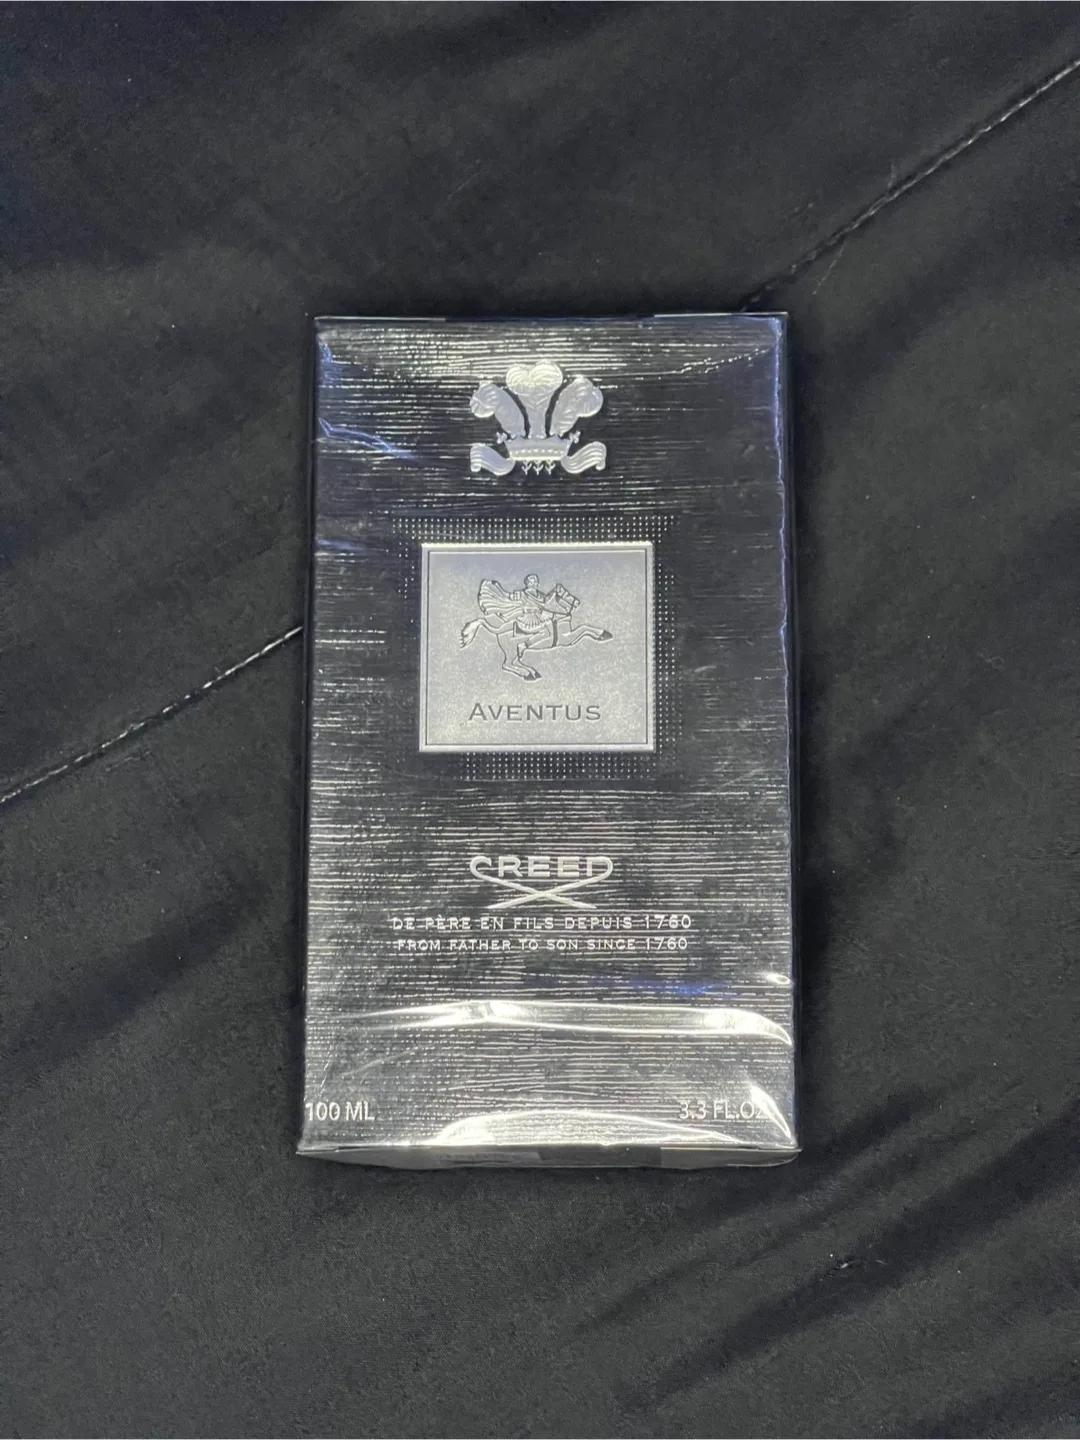 AVENTUS
CREED
DE PÈRE EN FILS DEPUIS 1760
FROM FATHER TO SON SINCE 1760
100 ML
3.3 FL.OZ